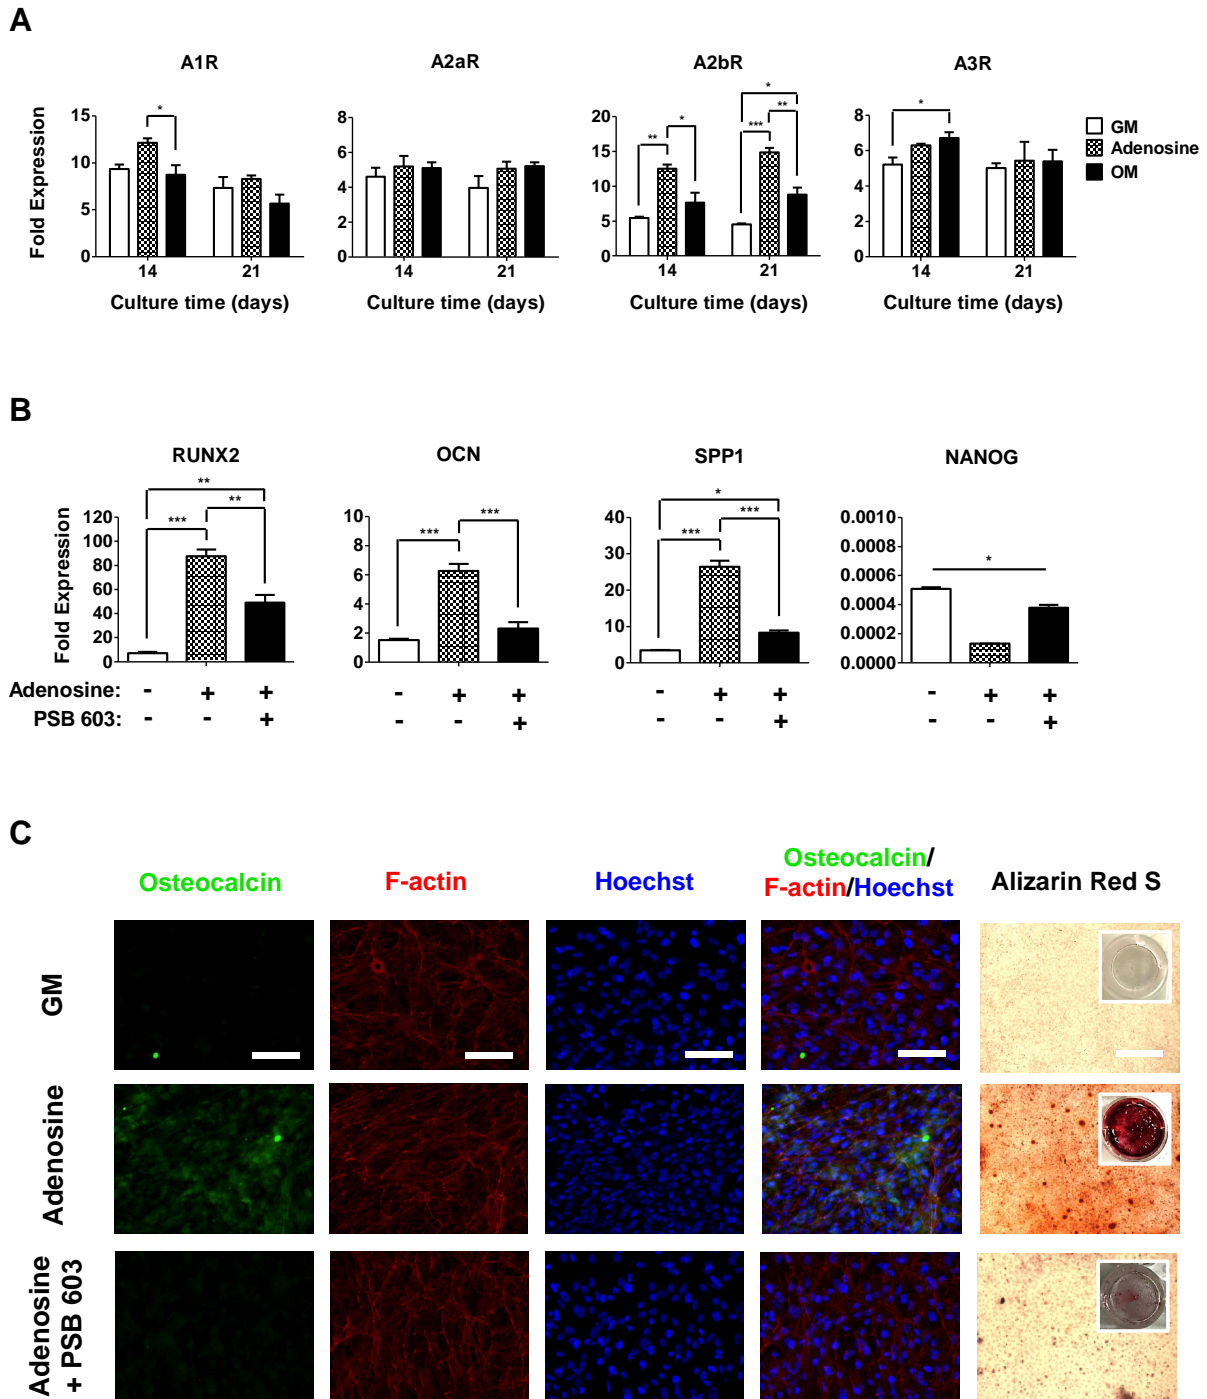 A
A1R
A2aR
A2bR
A3R
Fold Expression
15
10
5
0
*
14
21
Culture time (days)
8
6
4
2
0
14
21
Culture time (days)
20
15
10
5
0
**
*
***
*
**
14
21
Culture time (days)
8
6
4
2
0
*
14
21
Culture time (days)
GM
Adenosine
OM
B
RUNX2
OCN
SPP1
NANOG
Fold Expression
120
100
80
60
40
20
0
**
***
**
10
8
6
4
2
0
***
***
40
30
20
10
0
*
***
***
0.0010
0.0008
0.0006
0.0004
0.0002
0.0000
*
Adenosine: - + + - + + - + + - + +
PSB 603: - - + - - + - - + - - +
C
Osteocalcin
F-actin
Hoechst
Osteocalcin/
F-actin/Hoechst
Alizarin Red S
GM
Adenosine
Adenosine
+ PSB 603